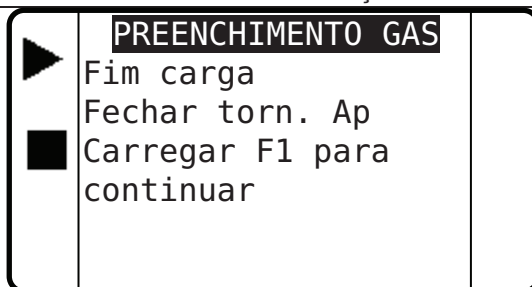 PREENCHIMENTO GAS
Fim carga
Fechar torn. Ap
Carregar F1 para
continuar